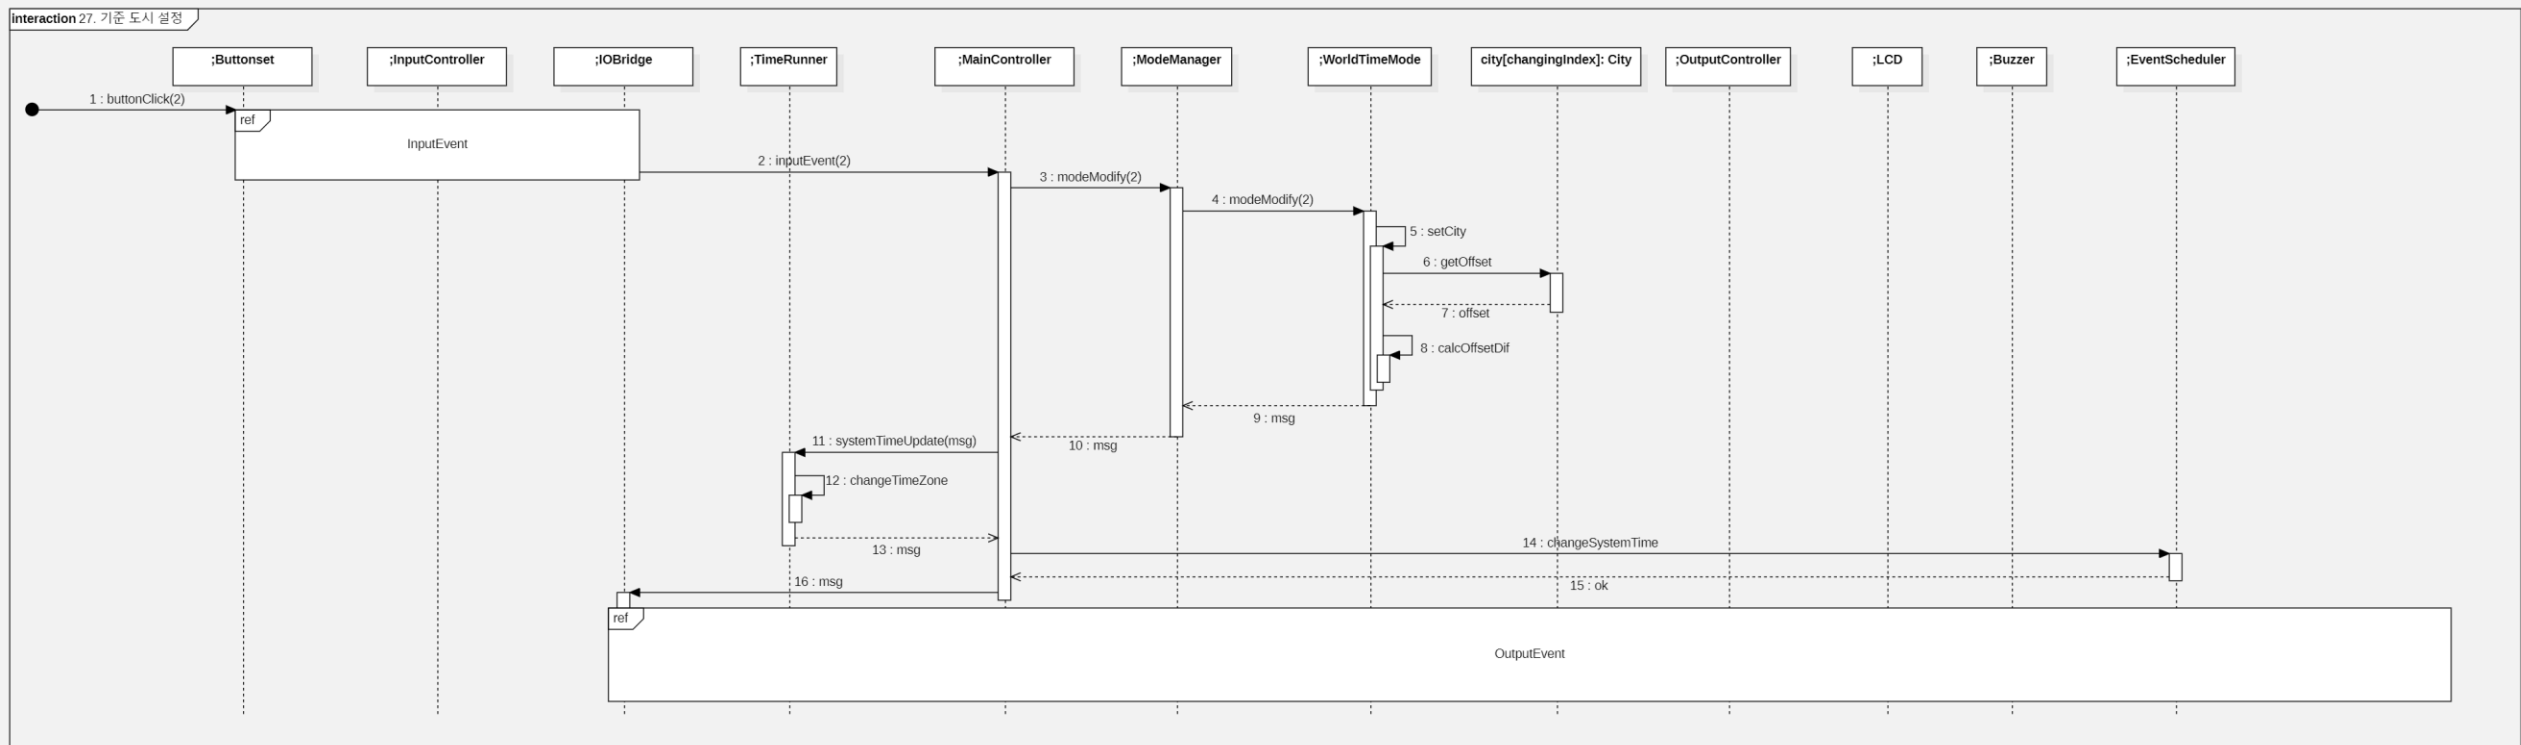 interaction 27. 기준 도시 설정
;Buttonset
;InputController
;IOBridge
;TimeRunner
;MainController
;ModeManager
;WorldTimeMode
city[changingIndex]: City
;OutputController
;LCD
;Buzzer
;EventScheduler
1 : buttonClick(2)
ref
InputEvent
2 : inputEvent(2)
3 : modeModify(2)
4 : modeModify(2)
5 : setCity
6 : getOffset
7 : offset
8 : calcOffsetDif
9 : msg
10 : msg
11 : systemTimeUpdate(msg)
12 : changeTimeZone
13 : msg
14 : changeSystemTime
15 : ok
16 : msg
ref
OutputEvent